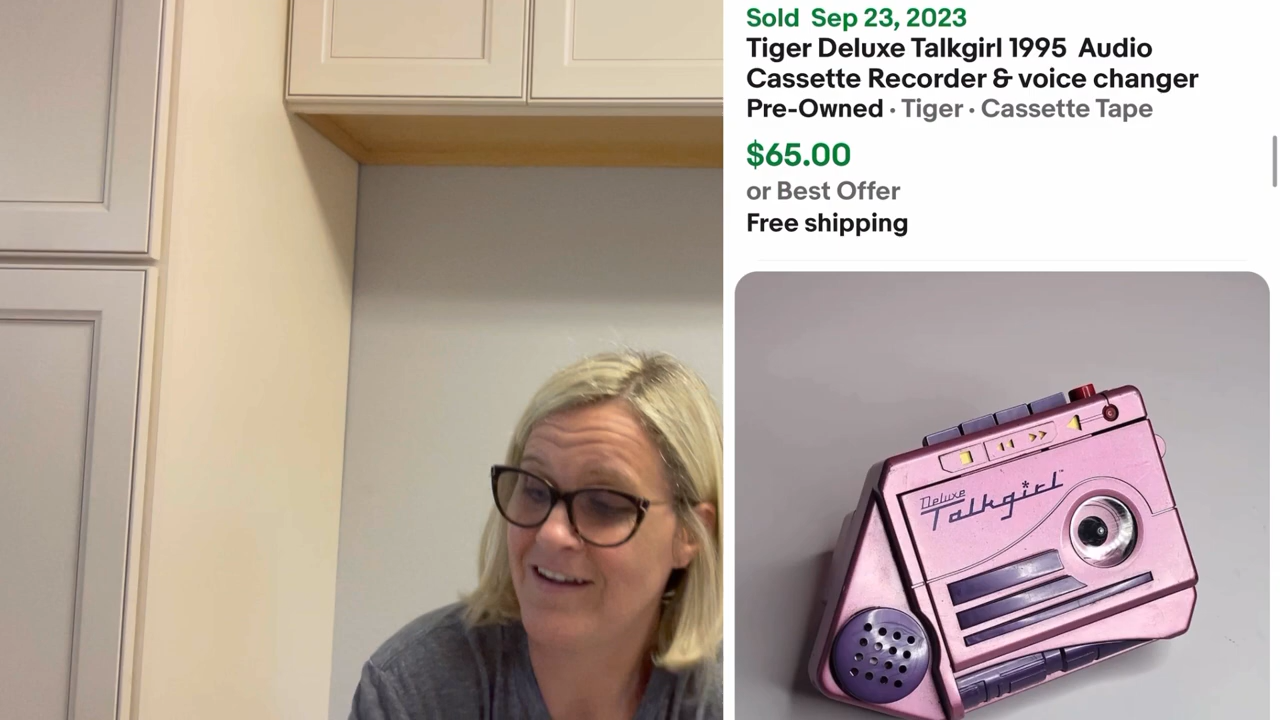 Sold Sep 23, 2023
Tiger Deluxe Talkgirl 1995 Audio
Cassette Recorder & voice changer
Pre-Owned · Tiger · Cassette Tape
$65.00
or Best Offer
Free shipping
Deluxe
Talkgirl™